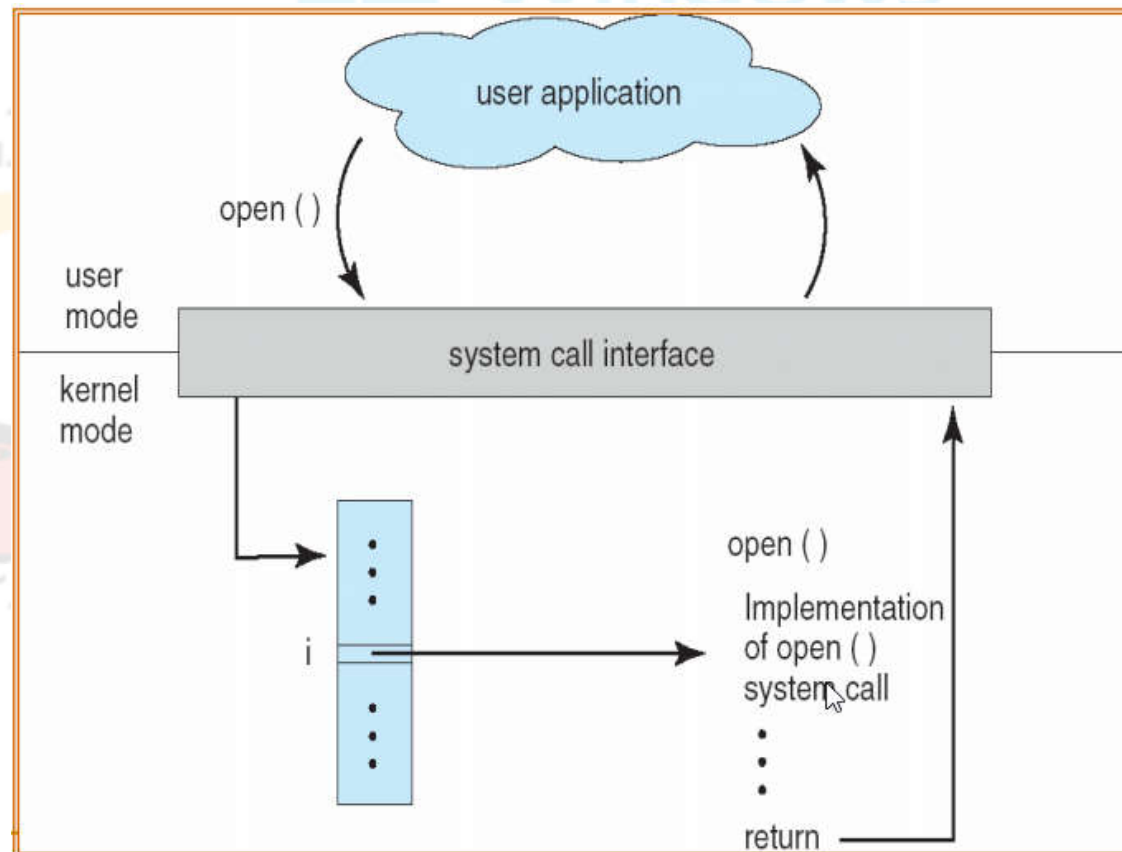 user application
open ( )
user
mode
system call interface
kernel
mode
open ( )
Implementation
of open ( )
system call
i
return